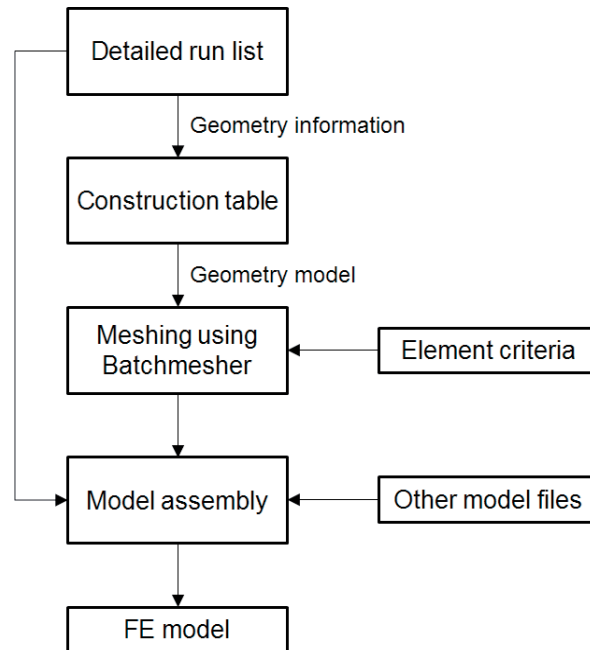 Detailed run list
Geometry information
Construction table
Geometry model
Meshing using
Batchmesher
Element criteria
Model assembly
Other model files
FE model